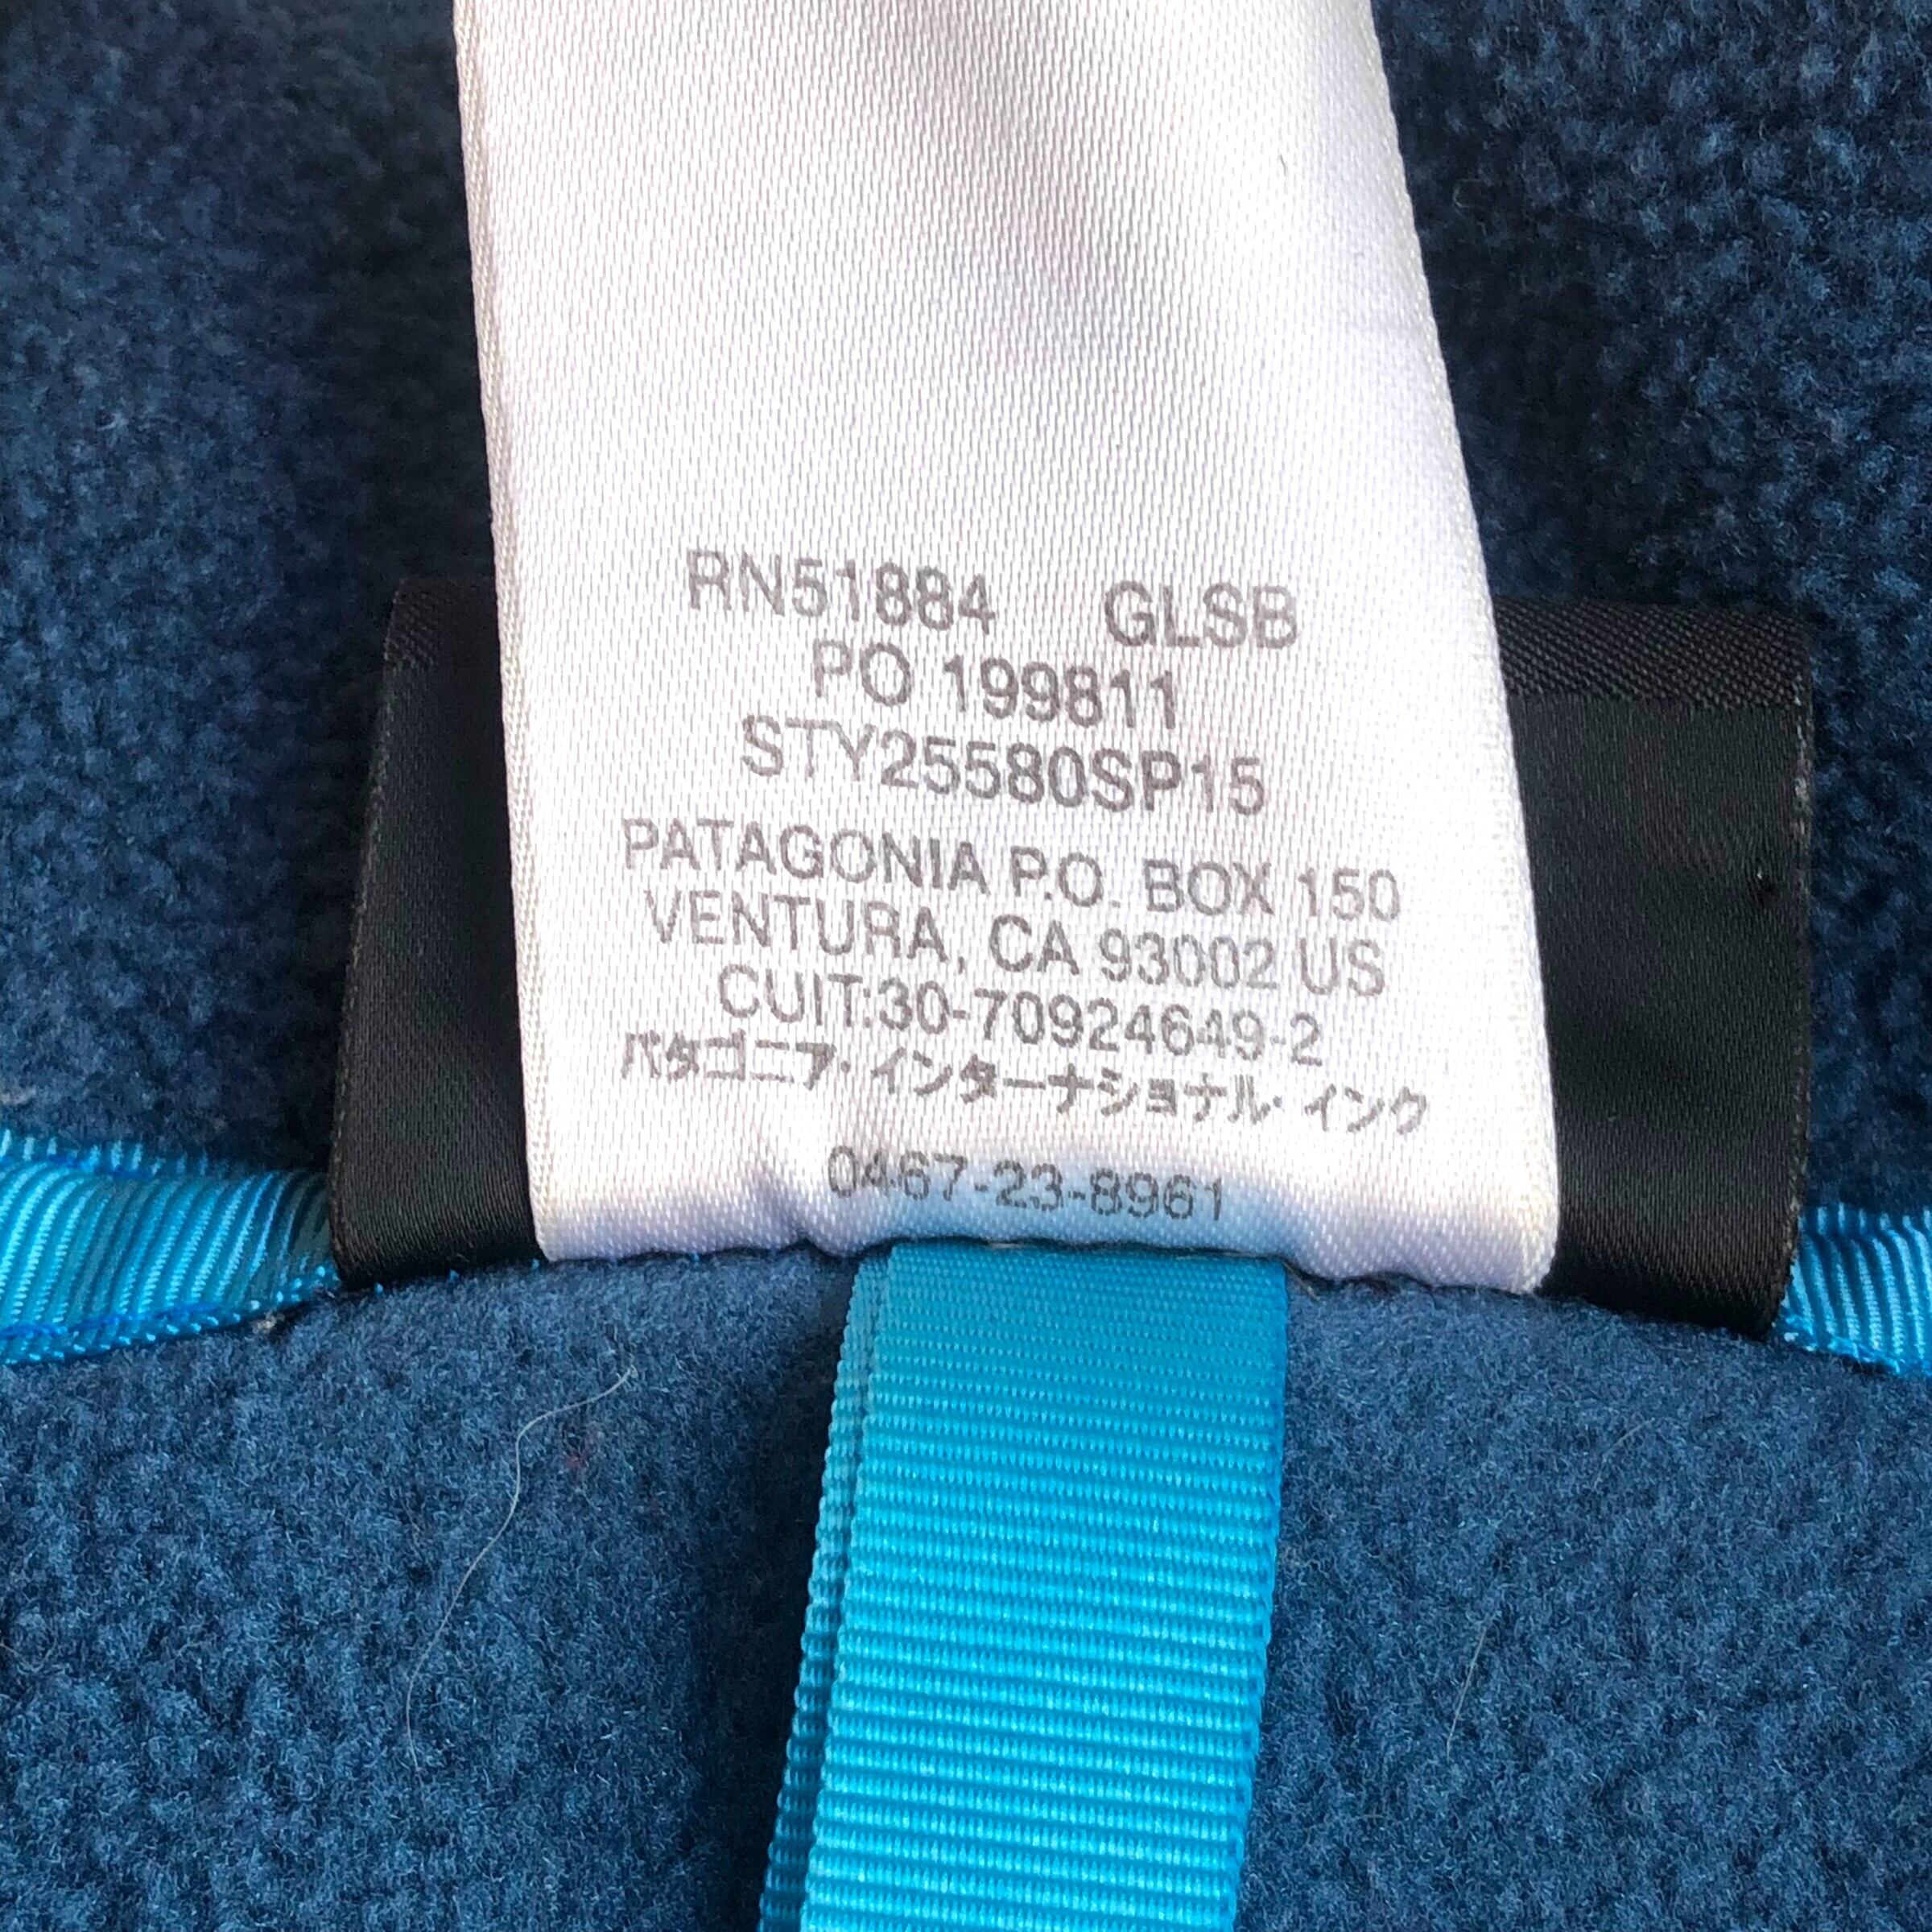 RN51884 GLSB
PO 199811
STY25580SP15
PATAGONIA P.O. BOX 150
VENTURA, CA 93002 US
CUIT:30-70924649-2
パタゴニア・インターナショナル・インク
0467-23-8961